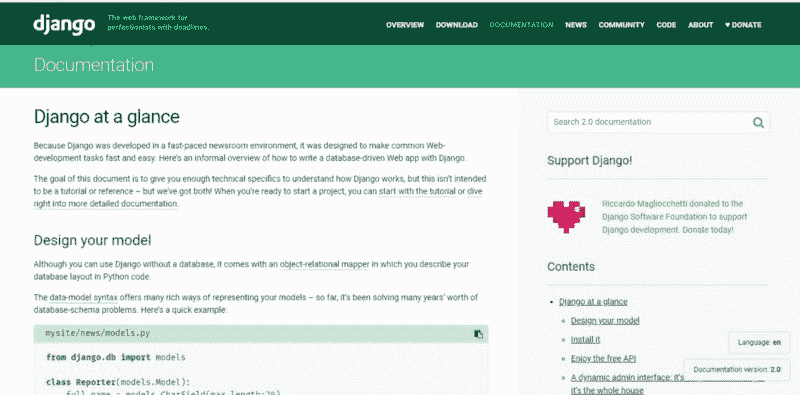 django
The web framework for
perfectionists with deadlines.
OVERVIEW DOWNLOAD DOCUMENTATION NEWS COMMUNITY CODE ABOUT ♥ DONATE
Documentation
Django at a glance
Because Django was developed in a fast-paced newsroom environment, it was designed to make common Web-
development tasks fast and easy. Here's an informal overview of how to write a database-driven Web app with Django.
The goal of this document is to give you enough technical specifics to understand how Django works, but this isn't intended
to be a tutorial or reference – but we've got both! When you're ready to start a project, you can start with the tutorial or dive
right into more detailed documentation.
Design your model
Although you can use Django without a database, it comes with an object-relational mapper in which you describe your
database layout in Python code.
The data-model syntax offers many rich ways of representing your models – so far, it's been solving many years' worth of
database-schema problems. Here's a quick example:
mysite/news/models.py
from django.db import models
class Reporter(models.Model):
full_name = models.CharField(max_length=70)
Search 2.0 documentation
Support Django!
Riccardo Magliocchetti donated to the
Django Software Foundation to support
Django development. Donate today!
Contents
Django at a glance
Design your model
Install it
Enjoy the free API
A dynamic admin interface: it's
the whole house
Language: en
Documentation version: 2.0